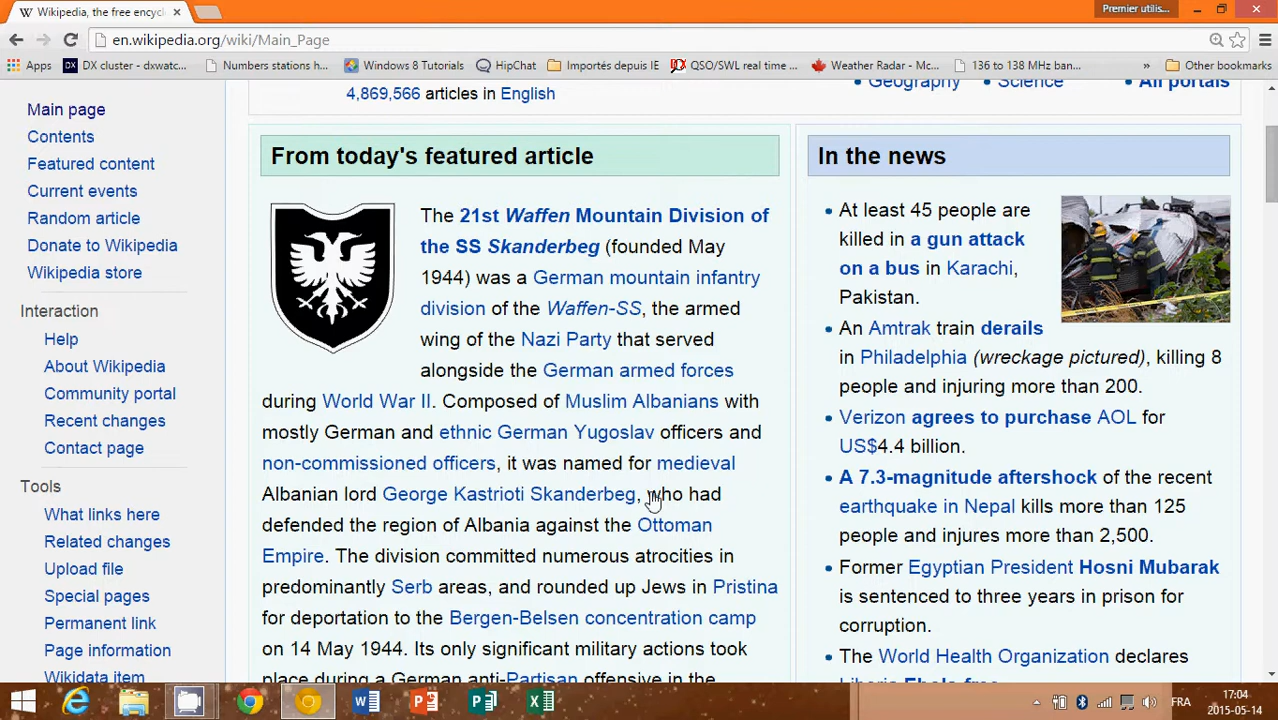 Wikipedia, the free encyc
Premier utilis...
en.wikipedia.org/wiki/Main_Page
Apps DX cluster - dxwatc... Numbers stations h... Windows 8 Tutorials HipChat Importés depuis IE QSO/SWL real time ... Weather Radar - Mc... 136 to 138 MHz ban... » Other bookmarks
Main page
Contents
Featured content
Current events
Random article
Donate to Wikipedia
Wikipedia store
Interaction
Help
About Wikipedia
Community portal
Recent changes
Contact page
Tools
What links here
Related changes
Upload file
Special pages
Permanent link
Page information
Wikidata item
4,869,566 articles in English
Geography Science All portals
From today's featured article
The 21st Waffen Mountain Division of
the SS Skanderbeg (founded May
1944) was a German mountain infantry
division of the Waffen-SS, the armed
wing of the Nazi Party that served
alongside the German armed forces
during World War II. Composed of Muslim Albanians with
mostly German and ethnic German Yugoslav officers and
non-commissioned officers, it was named for medieval
Albanian lord George Kastrioti Skanderbeg, who had
defended the region of Albania against the Ottoman
Empire. The division committed numerous atrocities in
predominantly Serb areas, and rounded up Jews in Pristina
for deportation to the Bergen-Belsen concentration camp
on 14 May 1944. Its only significant military actions took
place during a German anti-Partisan offensive in the
In the news
At least 45 people are
killed in a gun attack
on a bus in Karachi,
Pakistan.
An Amtrak train derails
in Philadelphia (wreckage pictured), killing 8
people and injuring more than 200.
Verizon agrees to purchase AOL for
US$4.4 billion.
A 7.3-magnitude aftershock of the recent
earthquake in Nepal kills more than 125
people and injures more than 2,500.
Former Egyptian President Hosni Mubarak
is sentenced to three years in prison for
corruption.
The World Health Organization declares
Liberia Ebola-free
FRA
17:04
2015-05-14